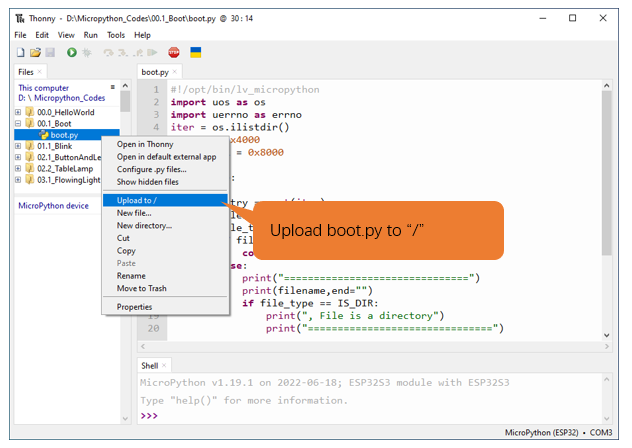 Thonny - D:\Micropython_Codes\00.1_Boot\boot.py @ 30 : 14
File Edit View Run Tools Help
Files ×
This computer
D: \ Micropython_Codes
00.0_HelloWorld
00.1_Boot
boot.py
01.1_Blink
02.1_ButtonAndLe
02.2_TableLamp
03.1_FlowingLight
MicroPython device
Open in Thonny
Open in default external app
Configure .py files...
Show hidden files
Upload to /
New file...
New directory...
Cut
Copy
Paste
Rename
Move to Trash
Properties
boot.py ×
1 #!/opt/bin/lv_micropython
2 import uos as os
3 import uerrno as errno
4 iter = os.ilistdir()
x4000
= 0x8000
:
try
le
le_t
fil
co
se:
print("===============================")
print(filename,end="")
if file_type == IS_DIR:
19 print(", File is a directory")
20 print("===============================")
Upload boot.py to “/”
Shell ×
MicroPython v1.19.1 on 2022-06-18; ESP32S3 module with ESP32S3
Type "help()" for more information.
>>>
MicroPython (ESP32) • COM3